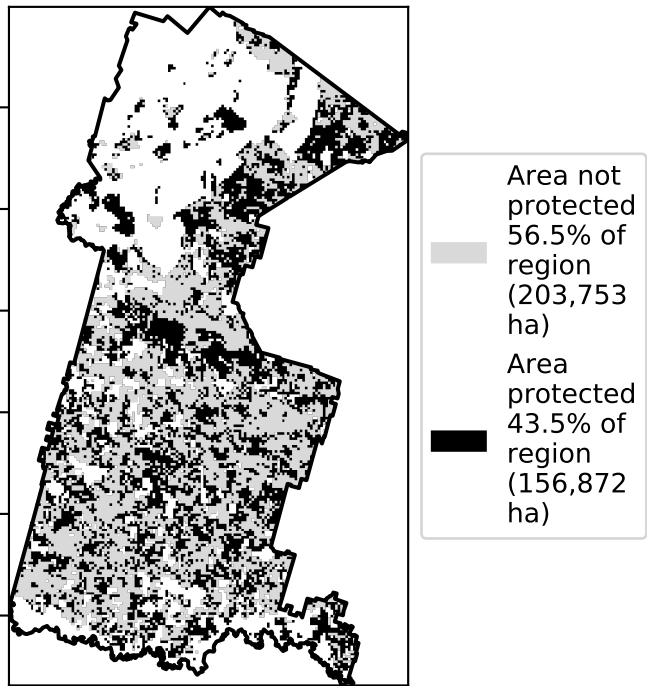 Area not
protected
56.5% of
region
(203,753
ha)
Area
protected
43.5% of
region
(156,872
ha)